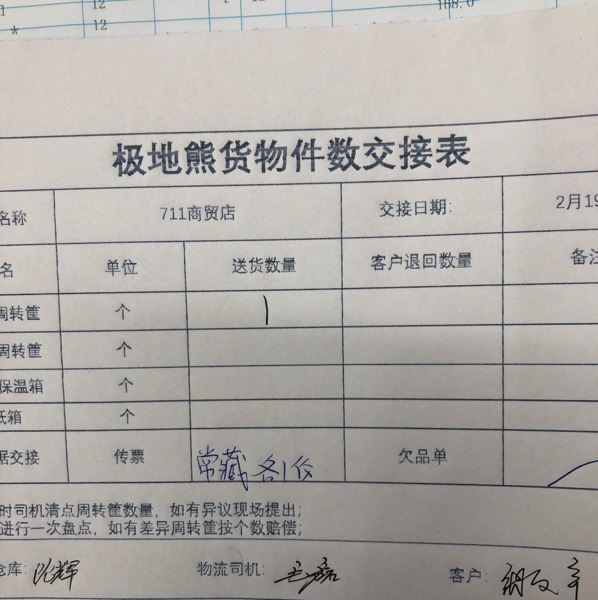 12
*
12
168.0
极地熊货物件数交接表
名称 711商贸店 交接日期: 2月19
名 单位 送货数量 客户退回数量 备注
周转筐 个 1
周转筐 个
保温箱 个
纸箱 个
据交接 传票 常藏各1份 欠品单
时司机清点周转筐数量，如有异议现场提出;
进行一次盘点，如有差异周转筐按个数赔偿;
仓库: 物流司机: 客户: